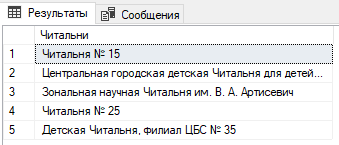 Результаты Сообщения
Читальни
1 Читальня № 15
2 Центральная городская детская Читальня для детей...
3 Зональная научная Читальня им. В. А. Артисевич
4 Читальня № 25
5 Детская Читальня, филиал ЦБС № 35